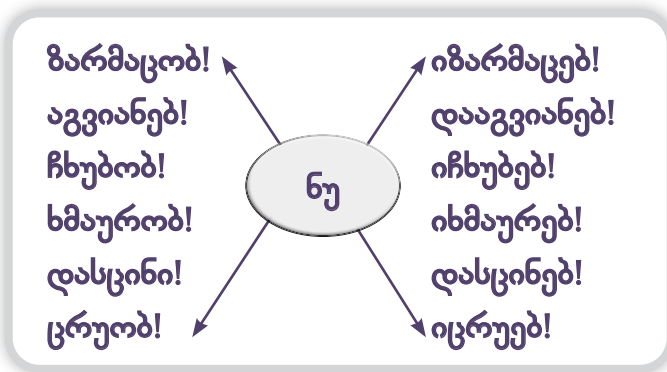 ზარმაცობ!
აგვიანებ!
ჩხუბობ!
ხმაურობ!
დასცინი!
ცრუობ!
ნუ
იზარმაცებ!
დააგვიანებ!
იჩხუბებ!
იხმაურებ!
დასცინებ!
იცრუებ!